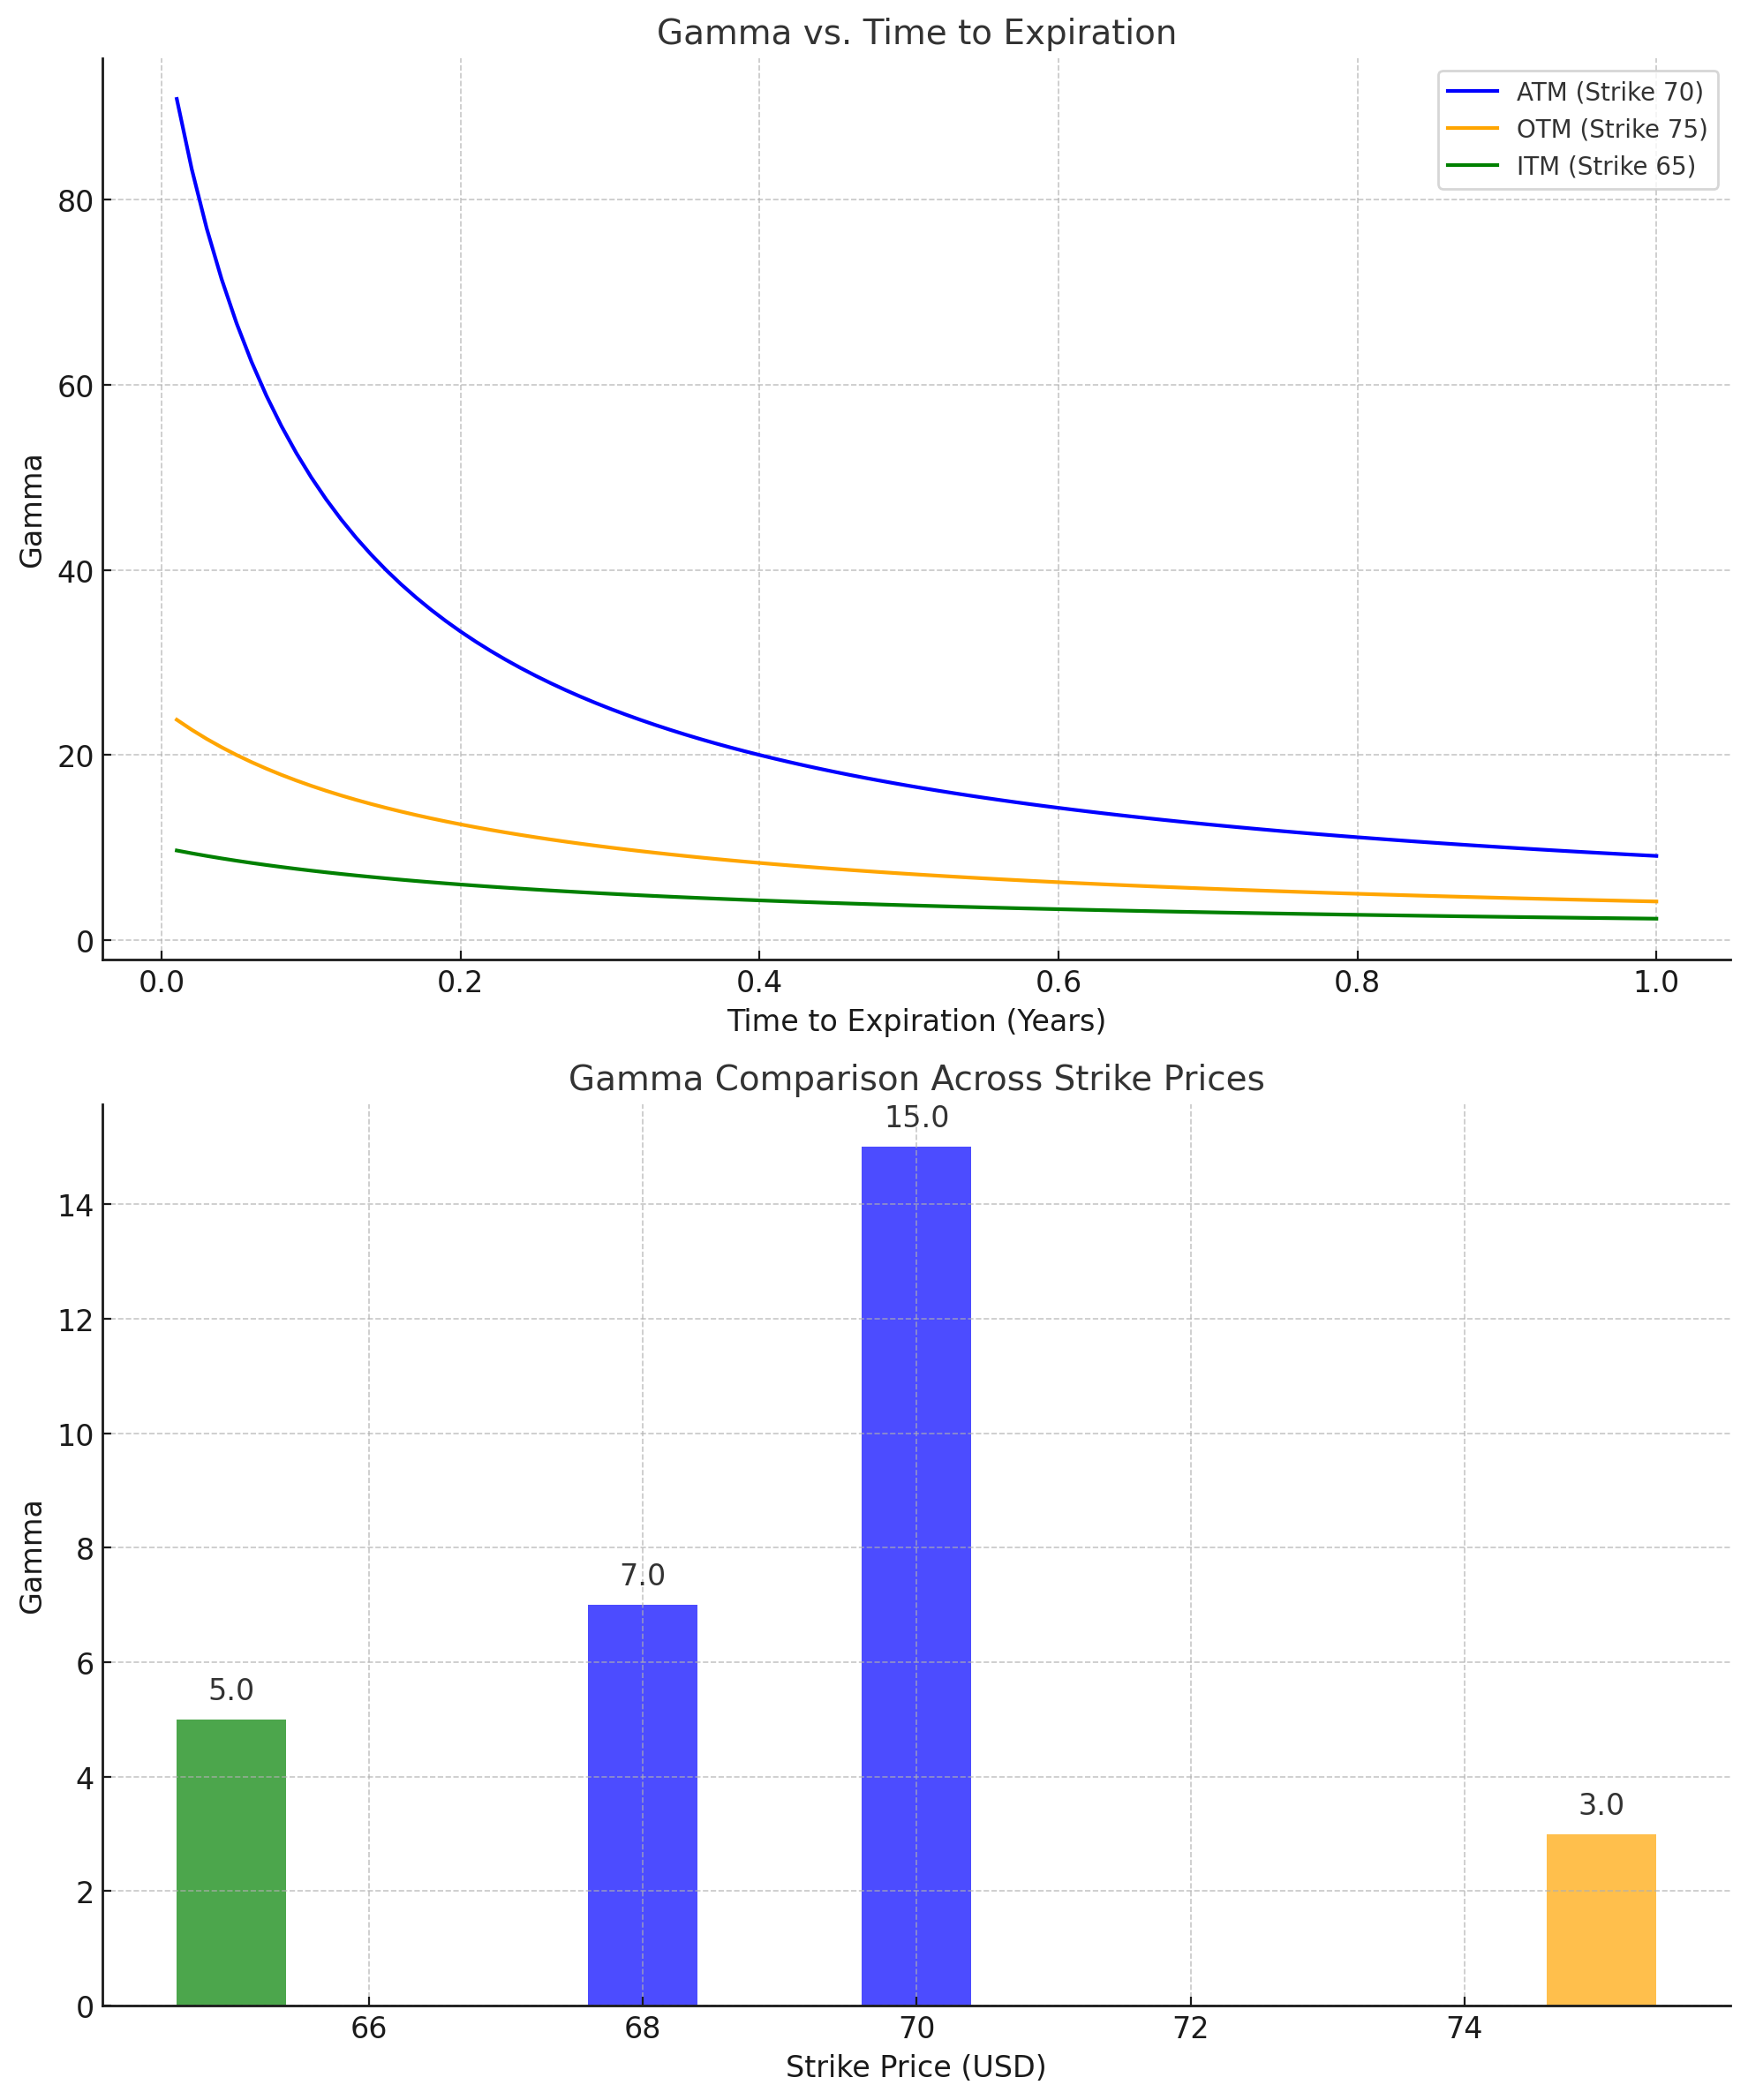 Gamma vs. Time to Expiration
ATM (Strike 70)
OTM (Strike 75)
ITM (Strike 65)
Gamma
80
60
40
20
0
0.0 0.2 0.4 0.6 0.8 1.0
Time to Expiration (Years)
Gamma Comparison Across Strike Prices
15.0
7.0
5.0
3.0
Gamma
14
12
10
8
6
4
2
0
66 68 70 72 74
Strike Price (USD)